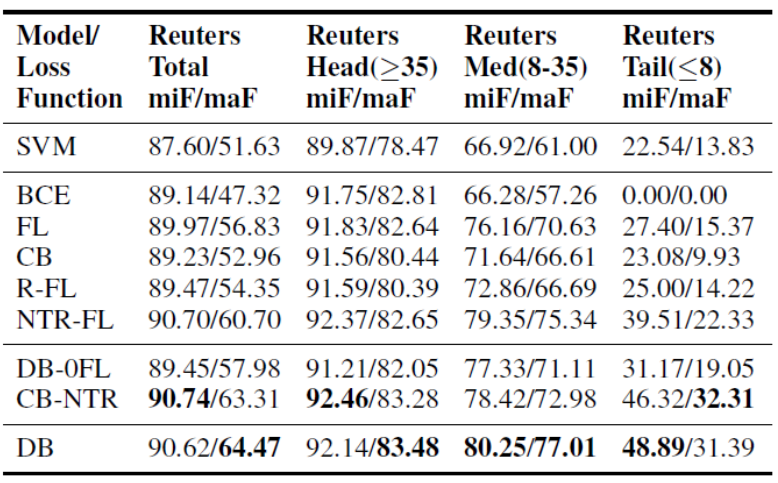 Model/ Reuters Reuters Reuters Reuters
Loss Total Head(≥35) Med(8-35) Tail(≤8)
Function miF/maF miF/maF miF/maF miF/maF
SVM 87.60/51.63 89.87/78.47 66.92/61.00 22.54/13.83
BCE 89.14/47.32 91.75/82.81 66.28/57.26 0.00/0.00
FL 89.97/56.83 91.83/82.64 76.16/70.63 27.40/15.37
CB 89.23/52.96 91.56/80.44 71.64/66.61 23.08/9.93
R-FL 89.47/54.35 91.59/80.39 72.86/66.69 25.00/14.22
NTR-FL 90.70/60.70 92.37/82.65 79.35/75.34 39.51/22.33
DB-0FL 89.45/57.98 91.21/82.05 77.33/71.11 31.17/19.05
CB-NTR 90.74/63.31 92.46/83.28 78.42/72.98 46.32/32.31
DB 90.62/64.47 92.14/83.48 80.25/77.01 48.89/31.39